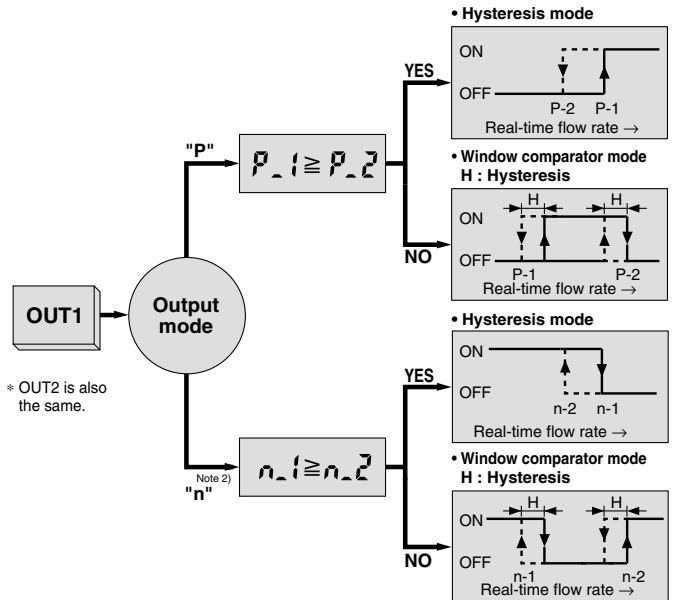 • Hysteresis mode
ON
OFF
P-2 P-1
Real-time flow rate →
YES
"P"
P_1 ≧ P_2
• Window comparator mode
H : Hysteresis
H H
ON
OFF
P-1 P-2
Real-time flow rate →
NO
OUT1
Output
mode
* OUT2 is also
the same.
• Hysteresis mode
ON
OFF
n-2 n-1
Real-time flow rate →
YES
Note 2)
"n"
n_1 ≧ n_2
• Window comparator mode
H : Hysteresis
H H
ON
OFF
n-1 n-2
Real-time flow rate →
NO